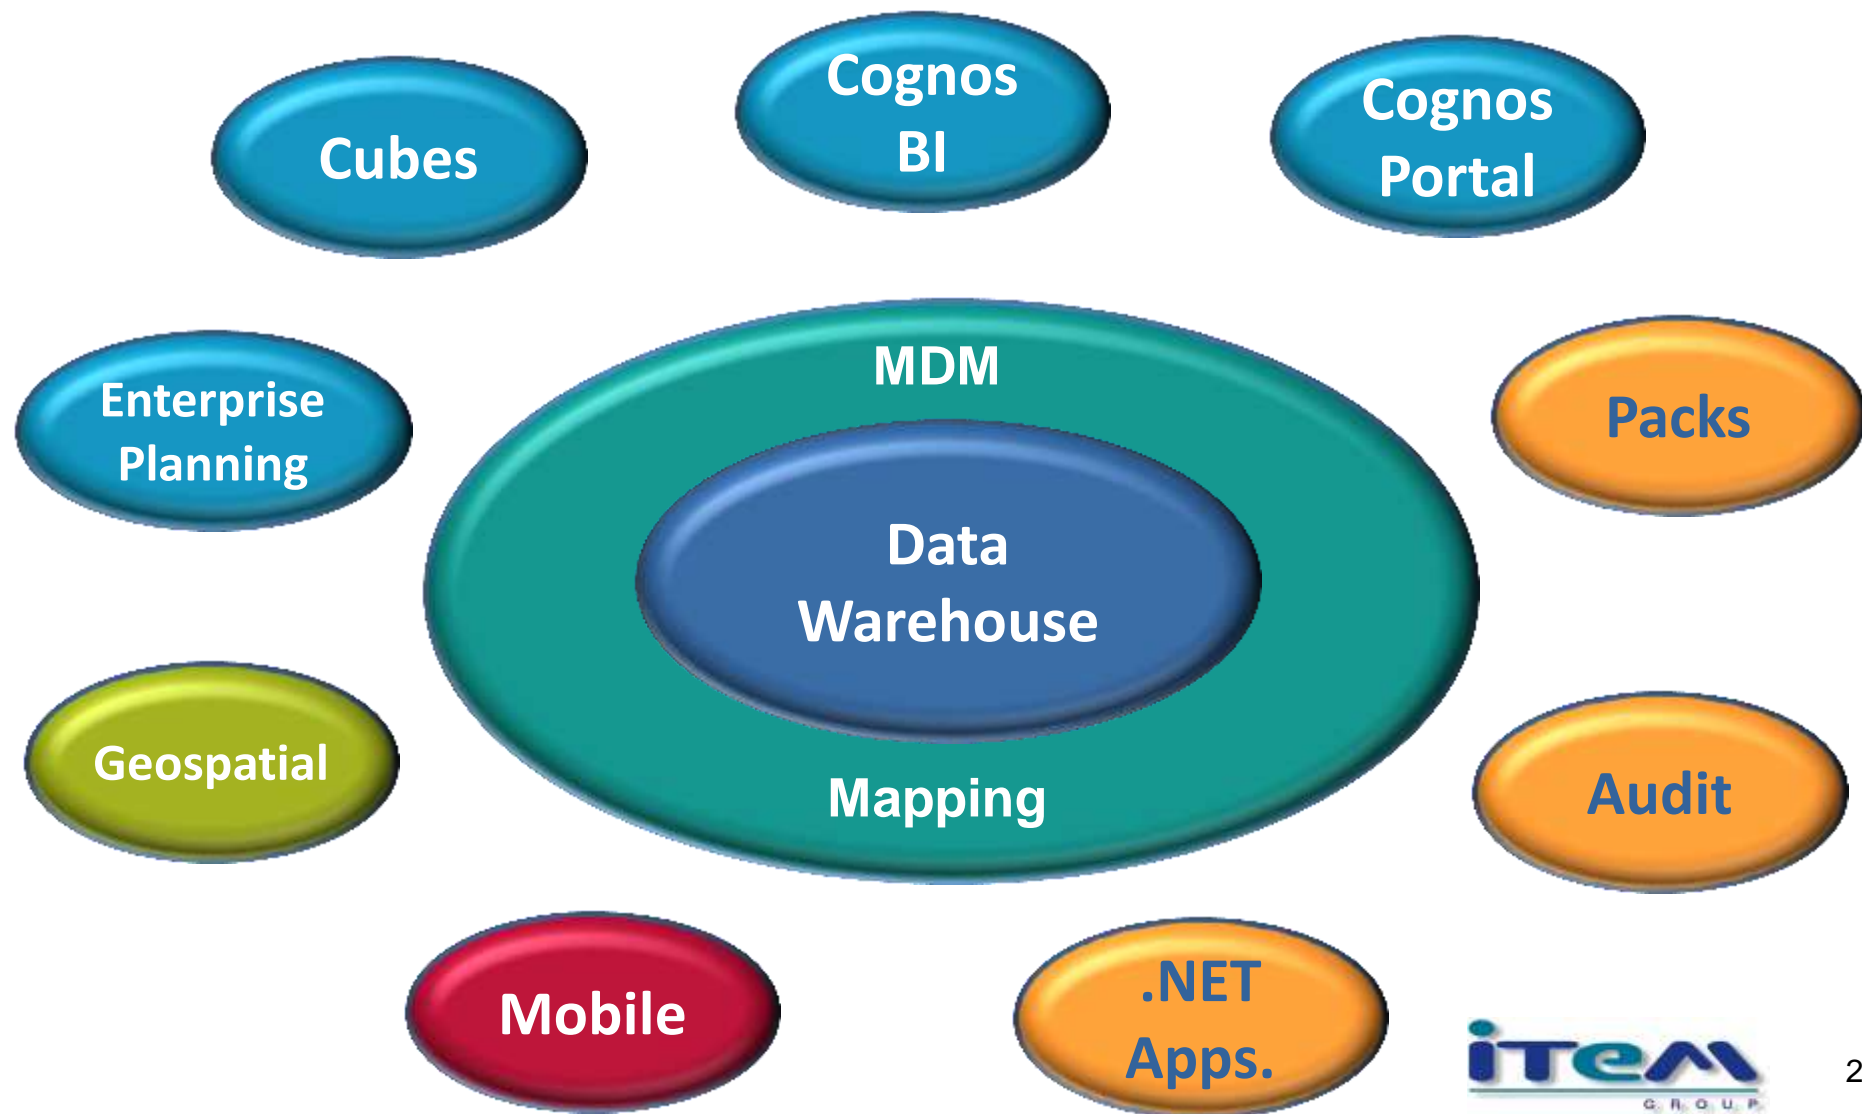 Cubes
Cognos
BI
Cognos
Portal
Enterprise
Planning
MDM
Packs
Data
Warehouse
Geospatial
Mapping
Audit
Mobile
.NET
Apps.
iTeM
G. R. O. U. P.
2